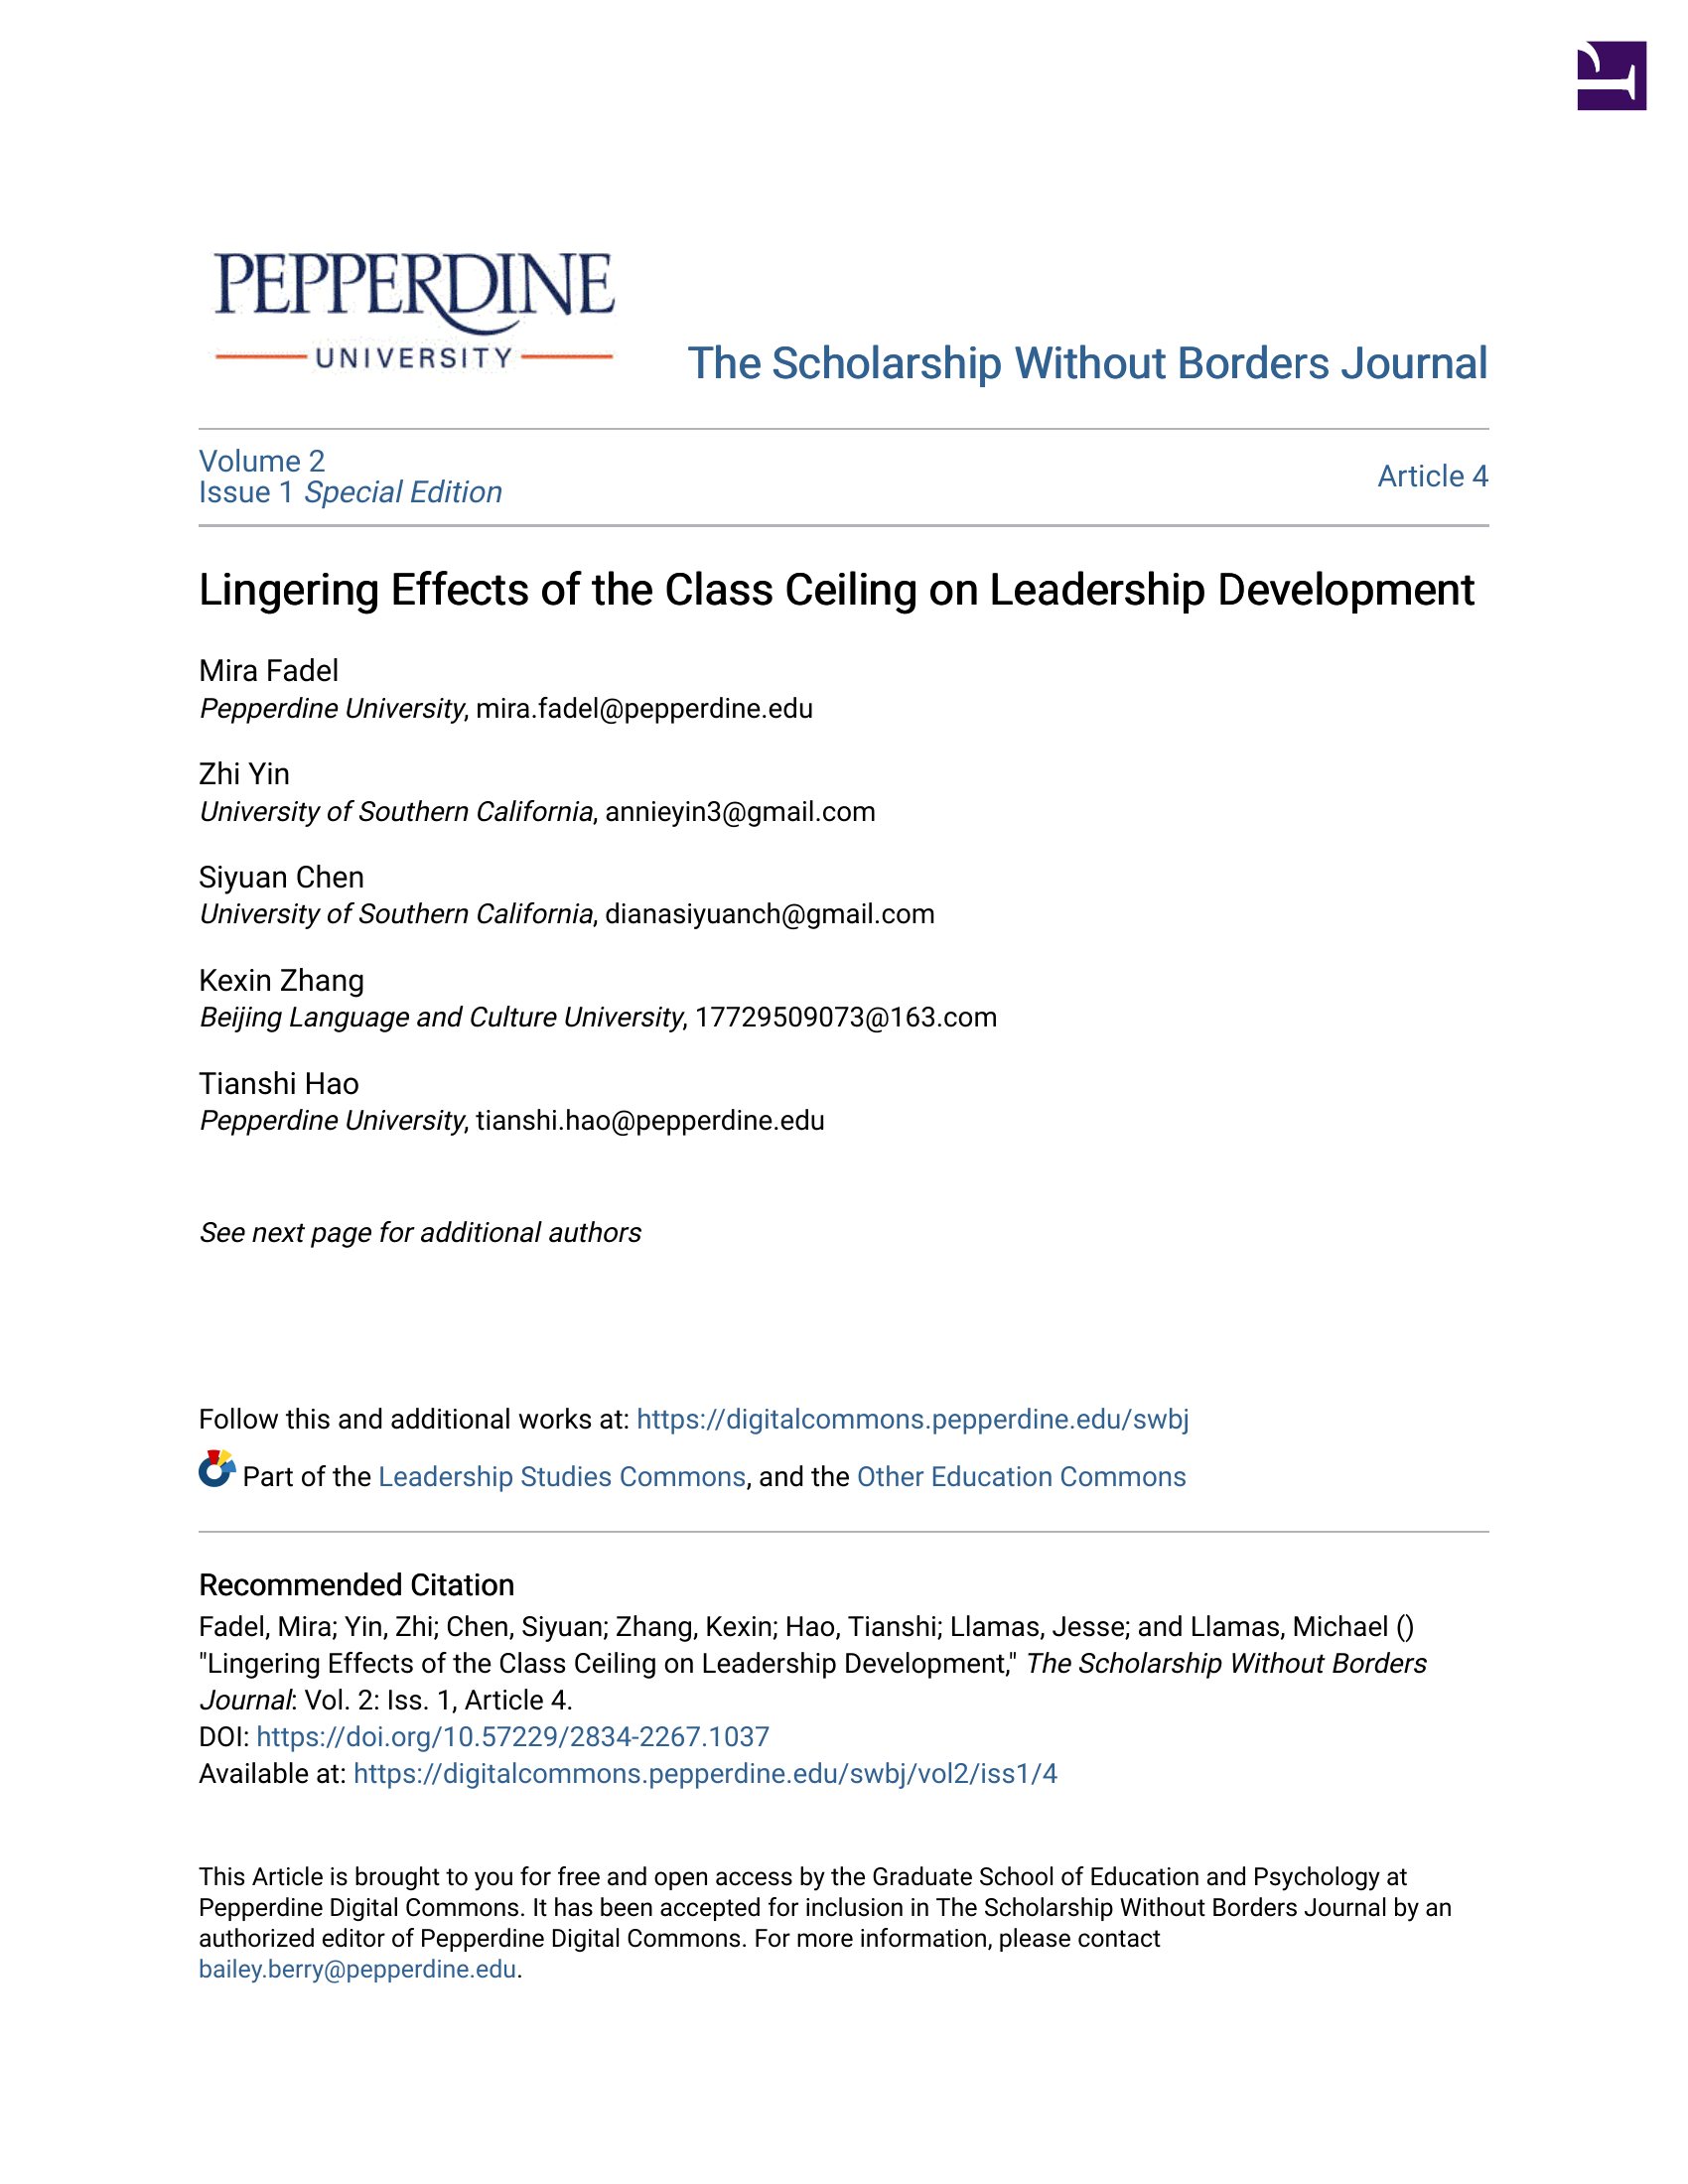 PEPPERDINE
UNIVERSITY
The Scholarship Without Borders Journal
Volume 2
Issue 1 Special Edition
Article 4
Lingering Effects of the Class Ceiling on Leadership Development
Mira Fadel
Pepperdine University, mira.fadel@pepperdine.edu
Zhi Yin
University of Southern California, annieyin3@gmail.com
Siyuan Chen
University of Southern California, dianasiyuanch@gmail.com
Kexin Zhang
Beijing Language and Culture University, 17729509073@163.com
Tianshi Hao
Pepperdine University, tianshi.hao@pepperdine.edu
See next page for additional authors
Follow this and additional works at: https://digitalcommons.pepperdine.edu/swbj
Part of the Leadership Studies Commons, and the Other Education Commons
Recommended Citation
Fadel, Mira; Yin, Zhi; Chen, Siyuan; Zhang, Kexin; Hao, Tianshi; Llamas, Jesse; and Llamas, Michael ()
"Lingering Effects of the Class Ceiling on Leadership Development," The Scholarship Without Borders
Journal: Vol. 2: Iss. 1, Article 4.
DOI: https://doi.org/10.57229/2834-2267.1037
Available at: https://digitalcommons.pepperdine.edu/swbj/vol2/iss1/4
This Article is brought to you for free and open access by the Graduate School of Education and Psychology at
Pepperdine Digital Commons. It has been accepted for inclusion in The Scholarship Without Borders Journal by an
authorized editor of Pepperdine Digital Commons. For more information, please contact
bailey.berry@pepperdine.edu.